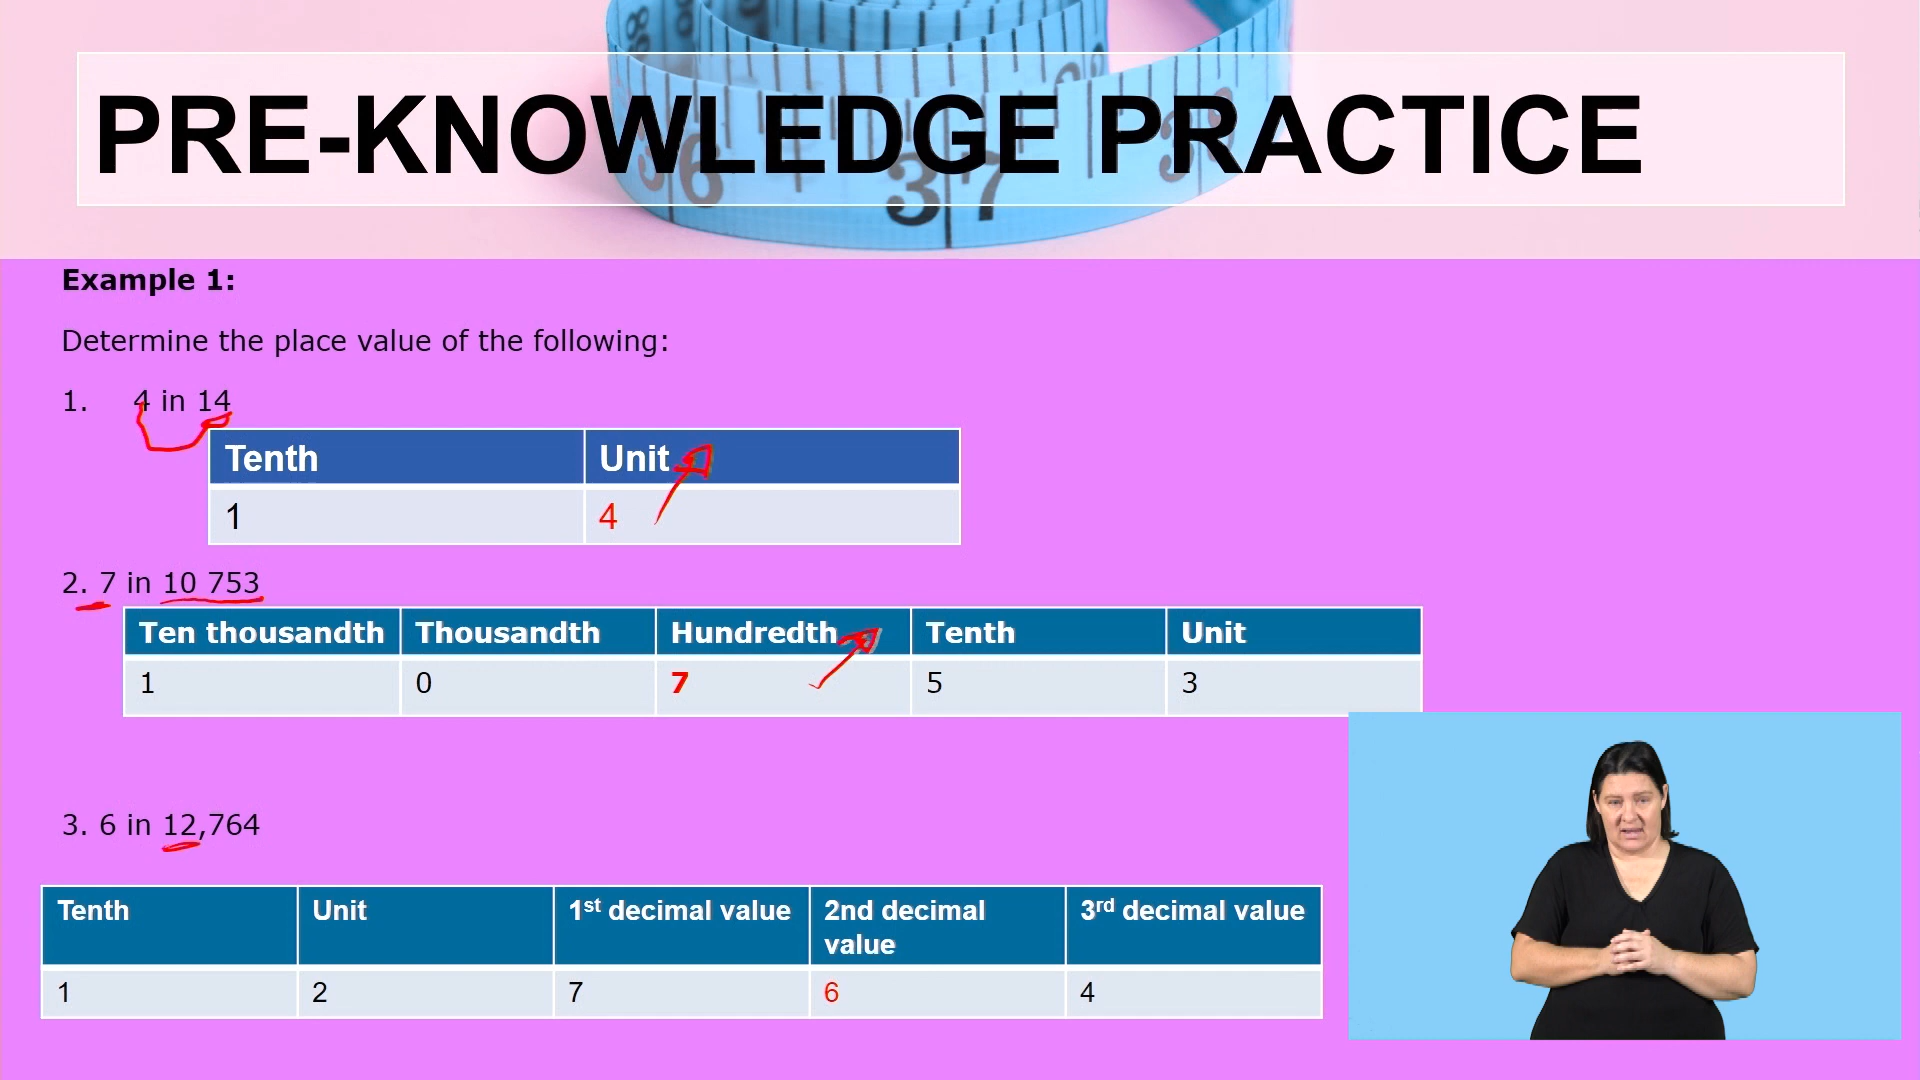 PRE-KNOWLEDGE PRACTICE
36 37
Example 1:
Determine the place value of the following:
1. 4 in 14
Tenth Unit
1 4
2. 7 in 10 753
Ten thousandth Thousandth Hundredth Tenth Unit
1 0 7 5 3
3. 6 in 12,764
Tenth Unit 1st decimal value 2nd decimal value 3rd decimal value
1 2 7 6 4